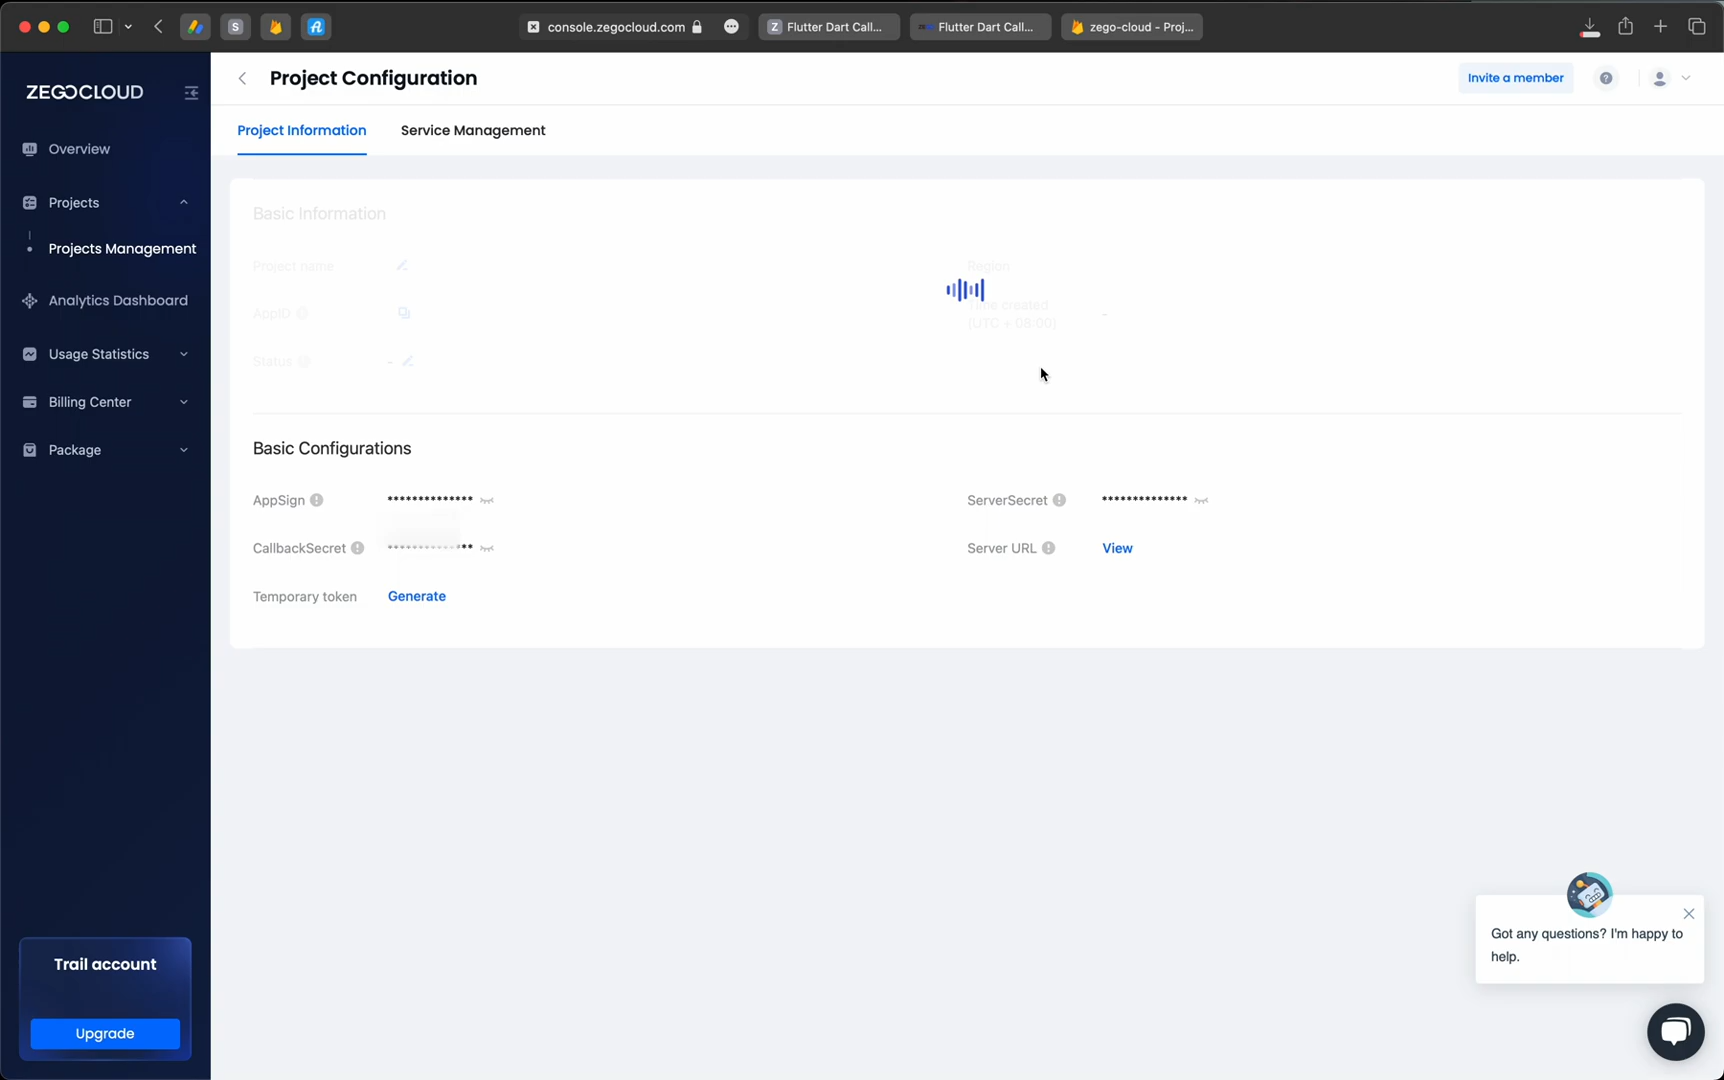 console.zegocloud.com
Flutter Dart Call...
Flutter Dart Call...
zego-cloud - Proj...
ZEGOCLOUD
Project Configuration
Invite a member
Project Information
Service Management
Overview
Projects
Projects Management
Analytics Dashboard
Usage Statistics
Billing Center
Package
Basic Information
Project name
Region
AppID
Time created
(UTC + 08:00)
-
Status
-
Basic Configurations
AppSign
**************
ServerSecret
**************
CallbackSecret
**************
Server URL
View
Temporary token
Generate
Got any questions? I'm happy to
help.
Trail account
Upgrade